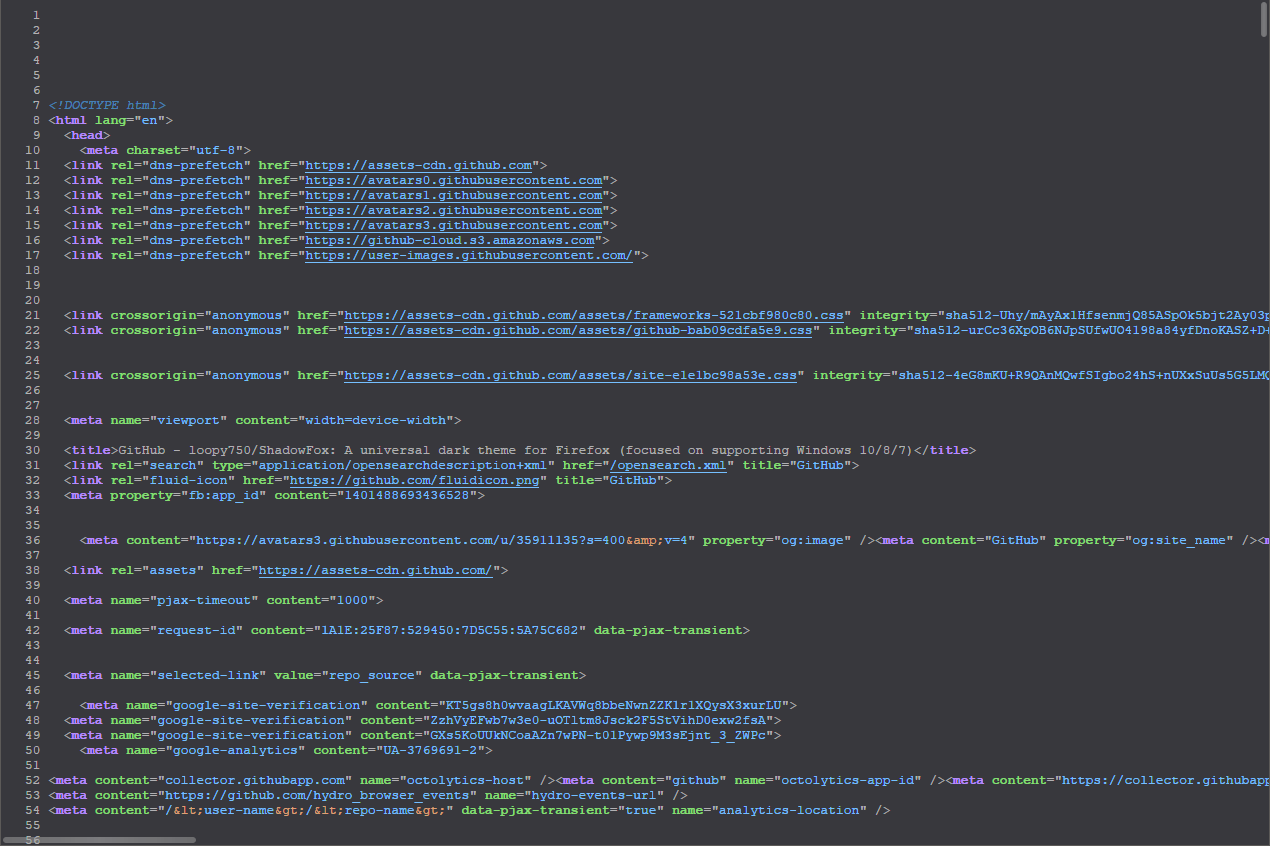 1
2
3
4
5
6
7 <!DOCTYPE html>
8 <html lang="en">
9 <head>
10 <meta charset="utf-8">
11 <link rel="dns-prefetch" href="https://assets-cdn.github.com">
12 <link rel="dns-prefetch" href="https://avatars0.githubusercontent.com">
13 <link rel="dns-prefetch" href="https://avatars1.githubusercontent.com">
14 <link rel="dns-prefetch" href="https://avatars2.githubusercontent.com">
15 <link rel="dns-prefetch" href="https://avatars3.githubusercontent.com">
16 <link rel="dns-prefetch" href="https://github-cloud.s3.amazonaws.com">
17 <link rel="dns-prefetch" href="https://user-images.githubusercontent.com/">
18
19
20
21 <link crossorigin="anonymous" href="https://assets-cdn.github.com/assets/frameworks-521cbf980c80.css" integrity="sha512-Uhy/mAyAx1HfsenmjQ85ASpOk5bjt2Ay03p
22 <link crossorigin="anonymous" href="https://assets-cdn.github.com/assets/github-bab09cdfa5e9.css" integrity="sha512-urCc36XpOB6NJpSUfwUO4198a84yfDnoKASZ+D+
23
24
25 <link crossorigin="anonymous" href="https://assets-cdn.github.com/assets/site-e1e1bc98a53e.css" integrity="sha512-4eG8mKU+R9QAnMQwfSIgbo24hS+nUXxSuUs5G5LMQ
26
27
28 <meta name="viewport" content="width=device-width">
29
30 <title>GitHub - loopy750/ShadowFox: A universal dark theme for Firefox (focused on supporting Windows 10/8/7)</title>
31 <link rel="search" type="application/opensearchdescription+xml" href="/opensearch.xml" title="GitHub">
32 <link rel="fluid-icon" href="https://github.com/fluidicon.png" title="GitHub">
33 <meta property="fb:app_id" content="1401488693436528">
34
35
36 <meta content="https://avatars3.githubusercontent.com/u/35911135?s=400&amp;v=4" property="og:image" /><meta content="GitHub" property="og:site_name" /><m
37
38 <link rel="assets" href="https://assets-cdn.github.com/">
39
40 <meta name="pjax-timeout" content="1000">
41
42 <meta name="request-id" content="1A1E:25F87:529450:7D5C55:5A75C682" data-pjax-transient>
43
44
45 <meta name="selected-link" value="repo_source" data-pjax-transient>
46
47 <meta name="google-site-verification" content="KT5gs8h0wvaagLKAVWq8bbeNwnZZK1r1XQysX3xurLU">
48 <meta name="google-site-verification" content="ZzhVyEFwb7w3e0-uOTltm8Jsck2F5StVihD0exw2fsA">
49 <meta name="google-site-verification" content="GXs5KoUUkNCoaAZn7wPN-t01Pywp9M3sEjnt_3_ZWPc">
50 <meta name="google-analytics" content="UA-3769691-2">
51
52 <meta content="collector.githubapp.com" name="octolytics-host" /><meta content="github" name="octolytics-app-id" /><meta content="https://collector.githubapp
53 <meta content="https://github.com/hydro_browser_events" name="hydro-events-url" />
54 <meta content="/&lt;user-name&gt;/&lt;repo-name&gt;" data-pjax-transient="true" name="analytics-location" />
55
56